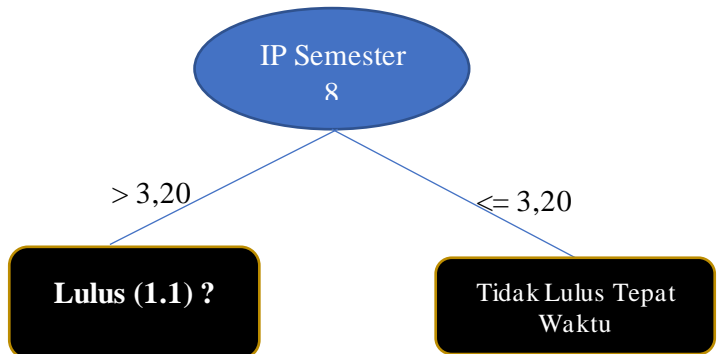 IP Semester
8
> 3,20
<= 3,20
Lulus (1.1) ?
Tidak Lulus Tepat
Waktu